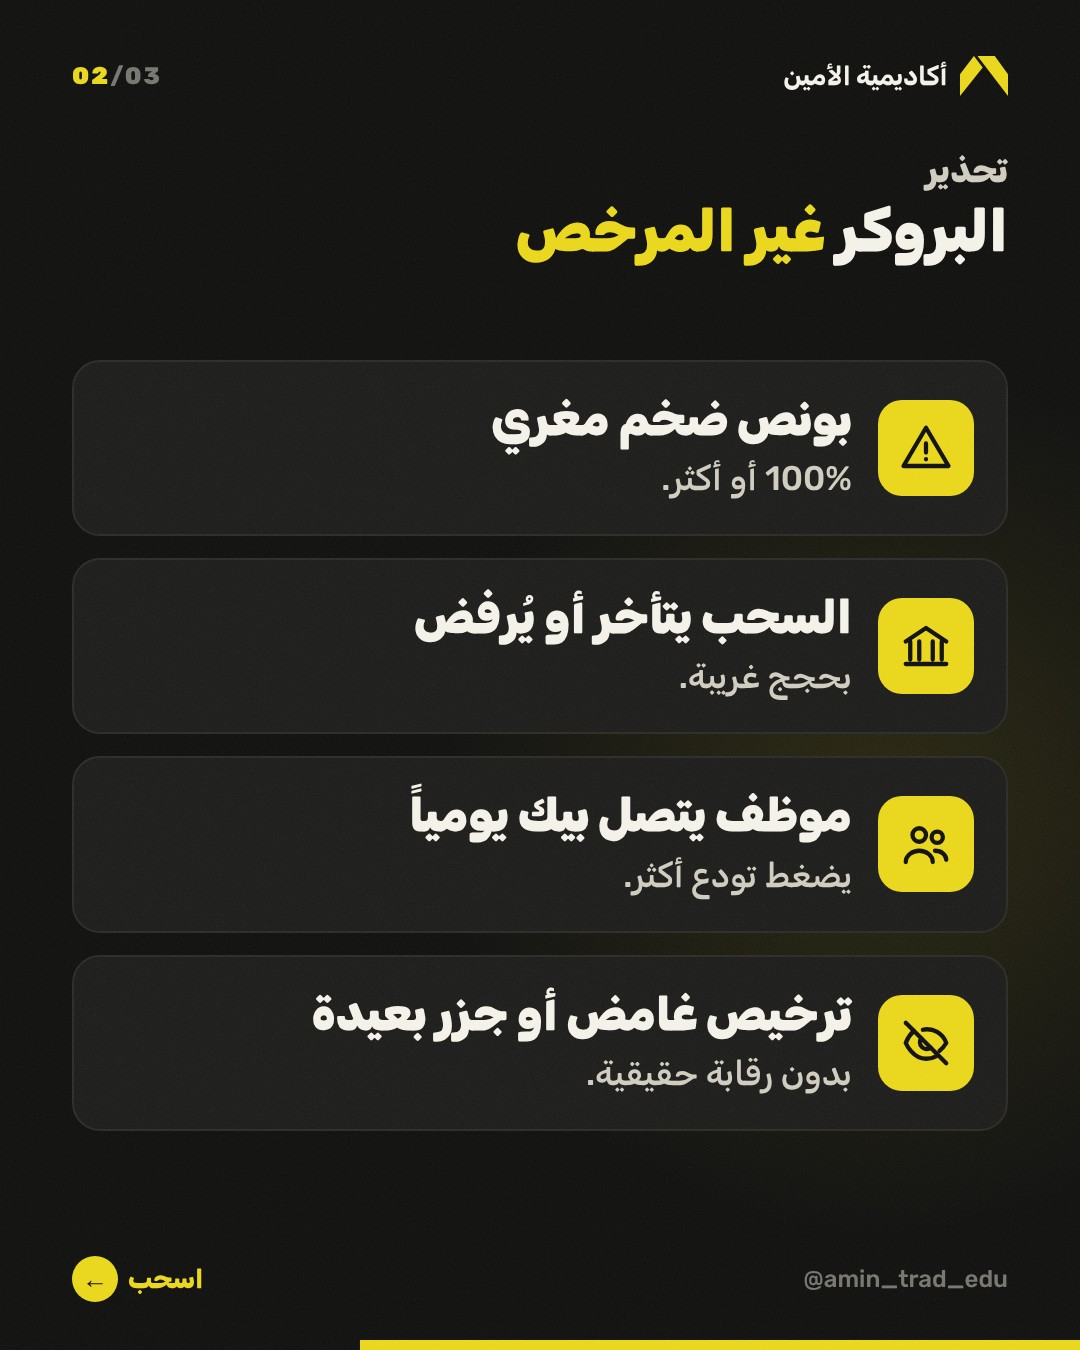 أكاديمية الأمين
02/03
تحذير
البروكر غير المرخص
بونص ضخم مغري
100% أو أكثر.
السحب يتأخر أو يُرفض
بحجج غريبة.
موظف يتصل بيك يومياً
يضغط تودع أكثر.
ترخيص غامض أو جزر بعيدة
بدون رقابة حقيقية.
@amin_trad_edu
اسحب ←